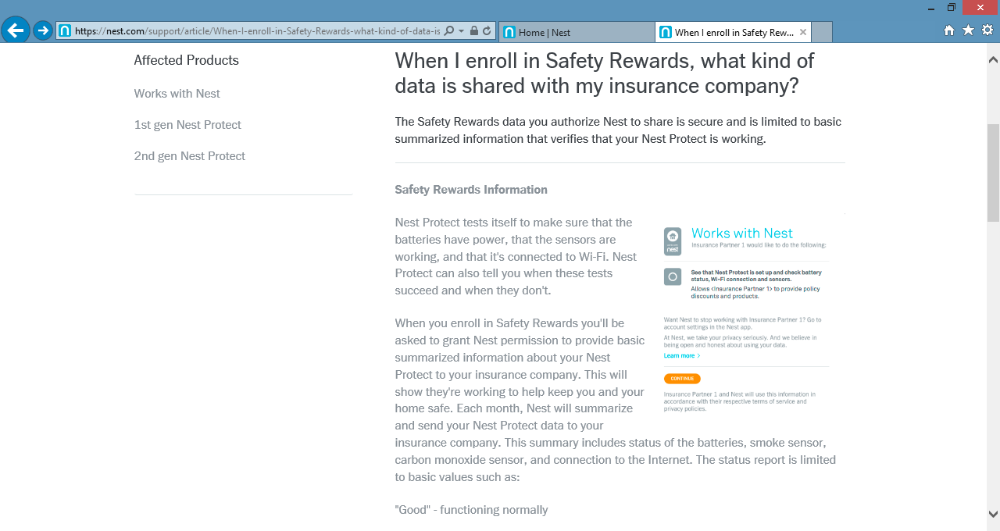 https://nest.com/support/article/When-I-enroll-in-Safety-Rewards-what-kind-of-data-is
Home | Nest
When I enroll in Safety Rew...
Affected Products
Works with Nest
1st gen Nest Protect
2nd gen Nest Protect
When I enroll in Safety Rewards, what kind of
data is shared with my insurance company?
The Safety Rewards data you authorize Nest to share is secure and is limited to basic
summarized information that verifies that your Nest Protect is working.
Safety Rewards Information
Nest Protect tests itself to make sure that the
batteries have power, that the sensors are
working, and that it's connected to Wi-Fi. Nest
Protect can also tell you when these tests
succeed and when they don't.
When you enroll in Safety Rewards you'll be
asked to grant Nest permission to provide basic
summarized information about your Nest
Protect to your insurance company. This will
show they're working to help keep you and your
home safe. Each month, Nest will summarize
and send your Nest Protect data to your
insurance company. This summary includes status of the batteries, smoke sensor,
carbon monoxide sensor, and connection to the Internet. The status report is limited
to basic values such as:
"Good" - functioning normally
nest
Works with Nest
Insurance Partner 1 would like to do the following:
See that Nest Protect is set up and check battery
status, Wi-Fi connection and sensors.
Allows <Insurance Partner 1> to provide policy
discounts and products.
Want Nest to stop working with Insurance Partner 1? Go to
account settings in the Nest app.
At Nest, we take your privacy seriously. And we believe in
being open and honest about using your data.
Learn more >
CONTINUE
Insurance Partner 1 and Nest will use this information in
accordance with their respective terms of service and
privacy policies.